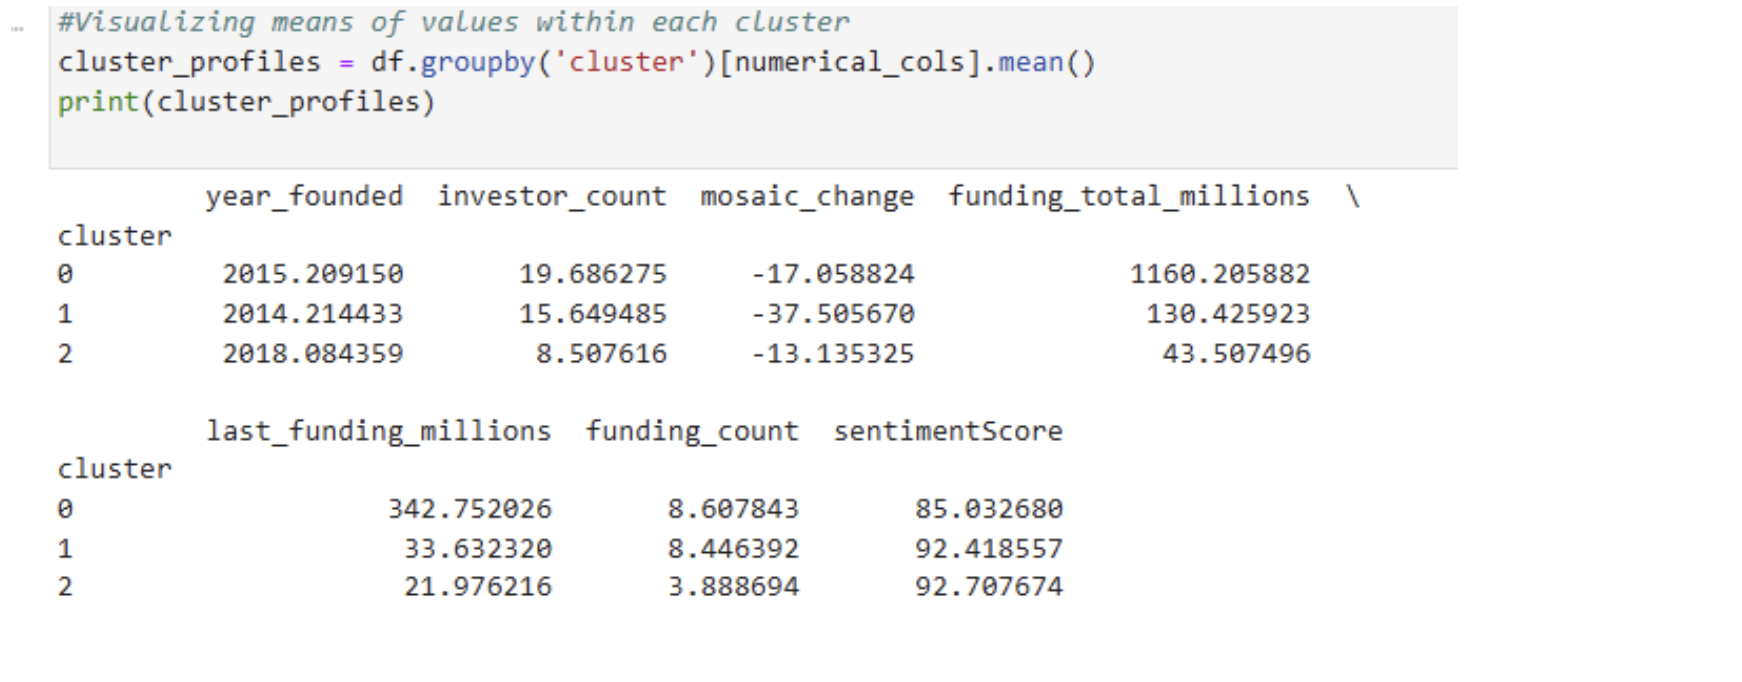 #Visualizing means of values within each cluster
cluster_profiles = df.groupby('cluster')[numerical_cols].mean()
print(cluster_profiles)
year_founded investor_count mosaic_change funding_total_millions \
cluster
0 2015.209150 19.686275 -17.058824 1160.205882
1 2014.214433 15.649485 -37.505670 130.425923
2 2018.084359 8.507616 -13.135325 43.507496
last_funding_millions funding_count sentimentScore
cluster
0 342.752026 8.607843 85.032680
1 33.632320 8.446392 92.418557
2 21.976216 3.888694 92.707674